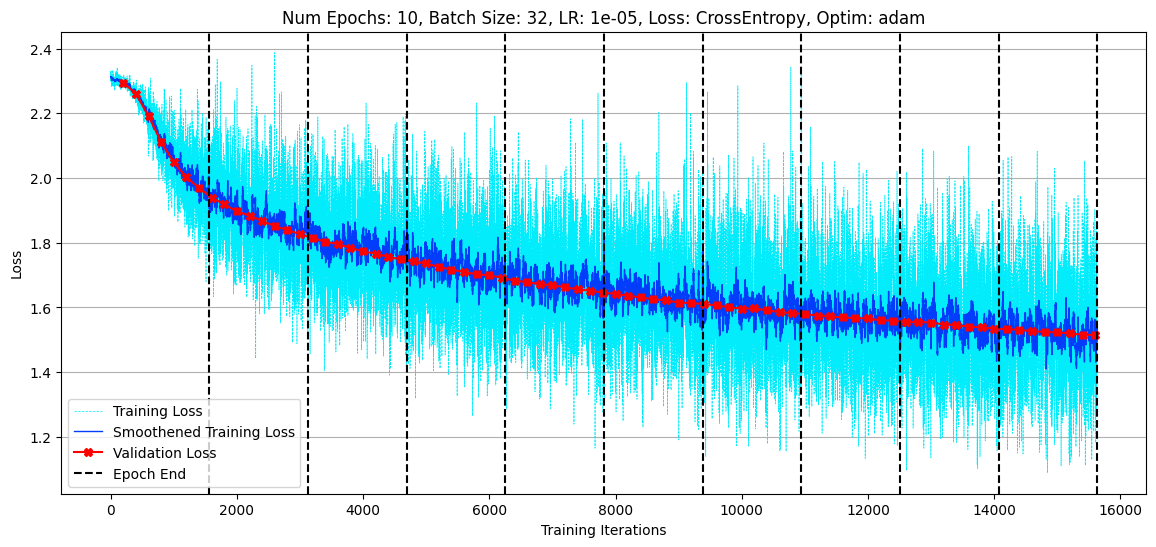 Num Epochs: 10, Batch Size: 32, LR: 1e-05, Loss: CrossEntropy, Optim: adam
2.4
2.2
2.0
1.8
1.6
1.4
1.2
Loss
Training Loss
Smoothened Training Loss
Validation Loss
Epoch End
0 2000 4000 6000 8000 10000 12000 14000 16000
Training Iterations